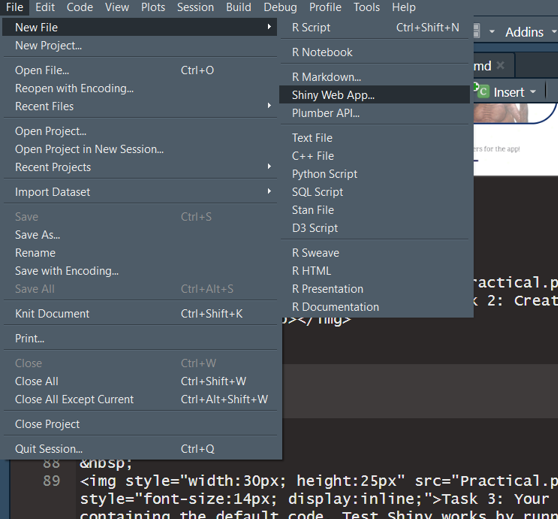 File Edit Code View Plots Session Build Debug Profile Tools Help
New File
New Project...
Open File... Ctrl+O
Reopen with Encoding...
Recent Files
Open Project...
Open Project in New Session...
Recent Projects
Import Dataset
Save Ctrl+S
Save As...
Rename
Save with Encoding...
Save All Ctrl+Alt+S
Knit Document Ctrl+Shift+K
Print...
Close Ctrl+W
Close All Ctrl+Shift+W
Close All Except Current Ctrl+Alt+Shift+W
Close Project
Quit Session... Ctrl+Q
R Script Ctrl+Shift+N
R Notebook
R Markdown...
Shiny Web App...
Plumber API...
Text File
C++ File
Python Script
SQL Script
Stan File
D3 Script
R Sweave
R HTML
R Presentation
R Documentation
Addins
md
Insert
ers for the app!
ractical.p
k 2: Creat
></img>
88 &nbsp;
89 <img style="width:30px; height:25px" src="Practical.p
style="font-size:14px; display:inline;">Task 3: Your
containing the default code. Test Shiny works by runn